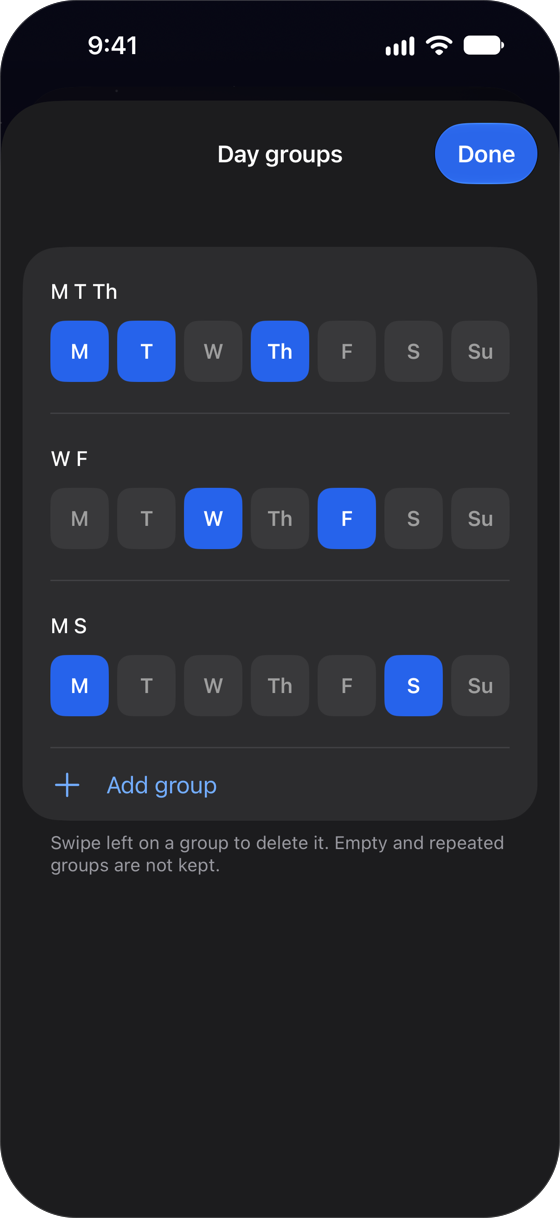 9:41
Day groups
Done
M T Th
M T W Th F S Su
W F
M T W Th F S Su
M S
M T W Th F S Su
Add group
Swipe left on a group to delete it. Empty and repeated
groups are not kept.